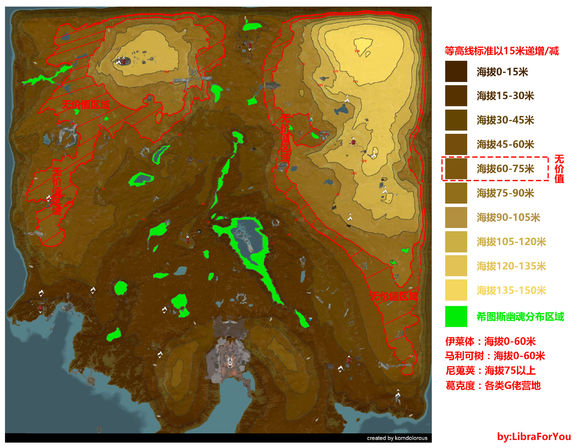 等高线标准以15米递增/减
海拔0-15米
海拔15-30米
海拔30-45米
海拔45-60米
海拔60-75米
无价值
海拔75-90米
海拔90-105米
海拔105-120米
海拔120-135米
海拔135-150米
希图斯幽魂分布区域
伊莱体：海拔0-60米
马利可树：海拔0-60米
尼蔻荚：海拔75以上
葛克度：各类G佬营地
by:LibraForYou
无价值区域
无价值区域
无价值区域
无价值区域
created by komdolorous